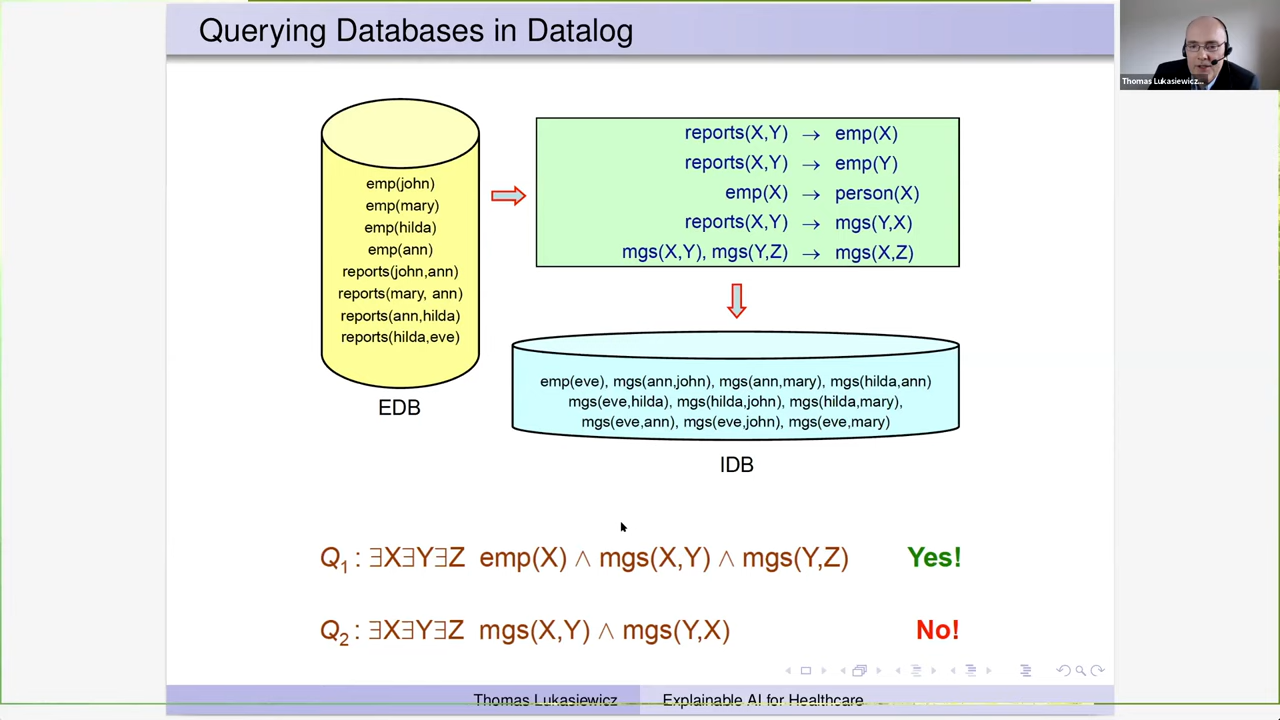 Querying Databases in Datalog
Thomas Lukasiewicz...
emp(john)
emp(mary)
emp(hilda)
emp(ann)
reports(john,ann)
reports(mary, ann)
reports(ann,hilda)
reports(hilda,eve)
EDB
reports(X,Y) → emp(X)
reports(X,Y) → emp(Y)
emp(X) → person(X)
reports(X,Y) → mgs(Y,X)
mgs(X,Y), mgs(Y,Z) → mgs(X,Z)
emp(eve), mgs(ann,john), mgs(ann,mary), mgs(hilda,ann)
mgs(eve,hilda), mgs(hilda,john), mgs(hilda,mary),
mgs(eve,ann), mgs(eve,john), mgs(eve,mary)
IDB
Q1 : ∃X∃Y∃Z emp(X) ∧ mgs(X,Y) ∧ mgs(Y,Z) Yes!
Q2 : ∃X∃Y∃Z mgs(X,Y) ∧ mgs(Y,X) No!
Thomas Lukasiewicz Explainable AI for Healthcare